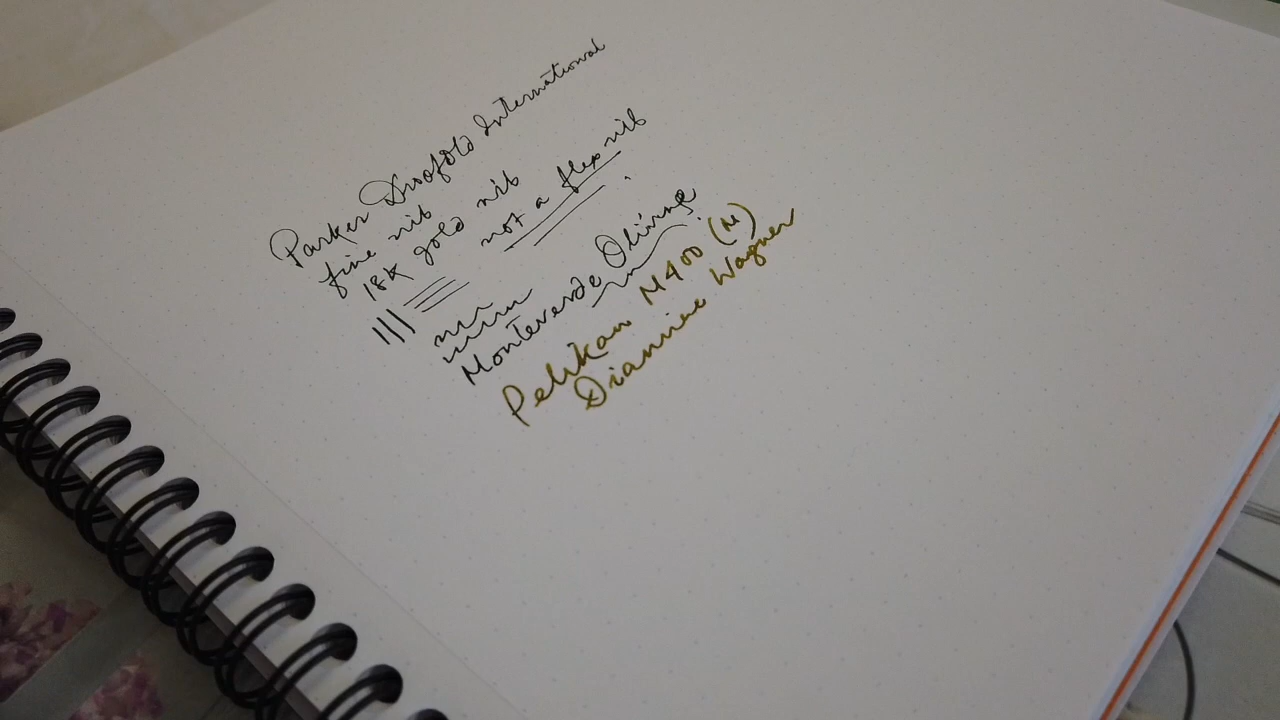 Parker Duofold International
fine nib
18K gold nib
not a flex nib.
Monteverde Olivine
Pelikan M400 (M)
Diamine Wagner